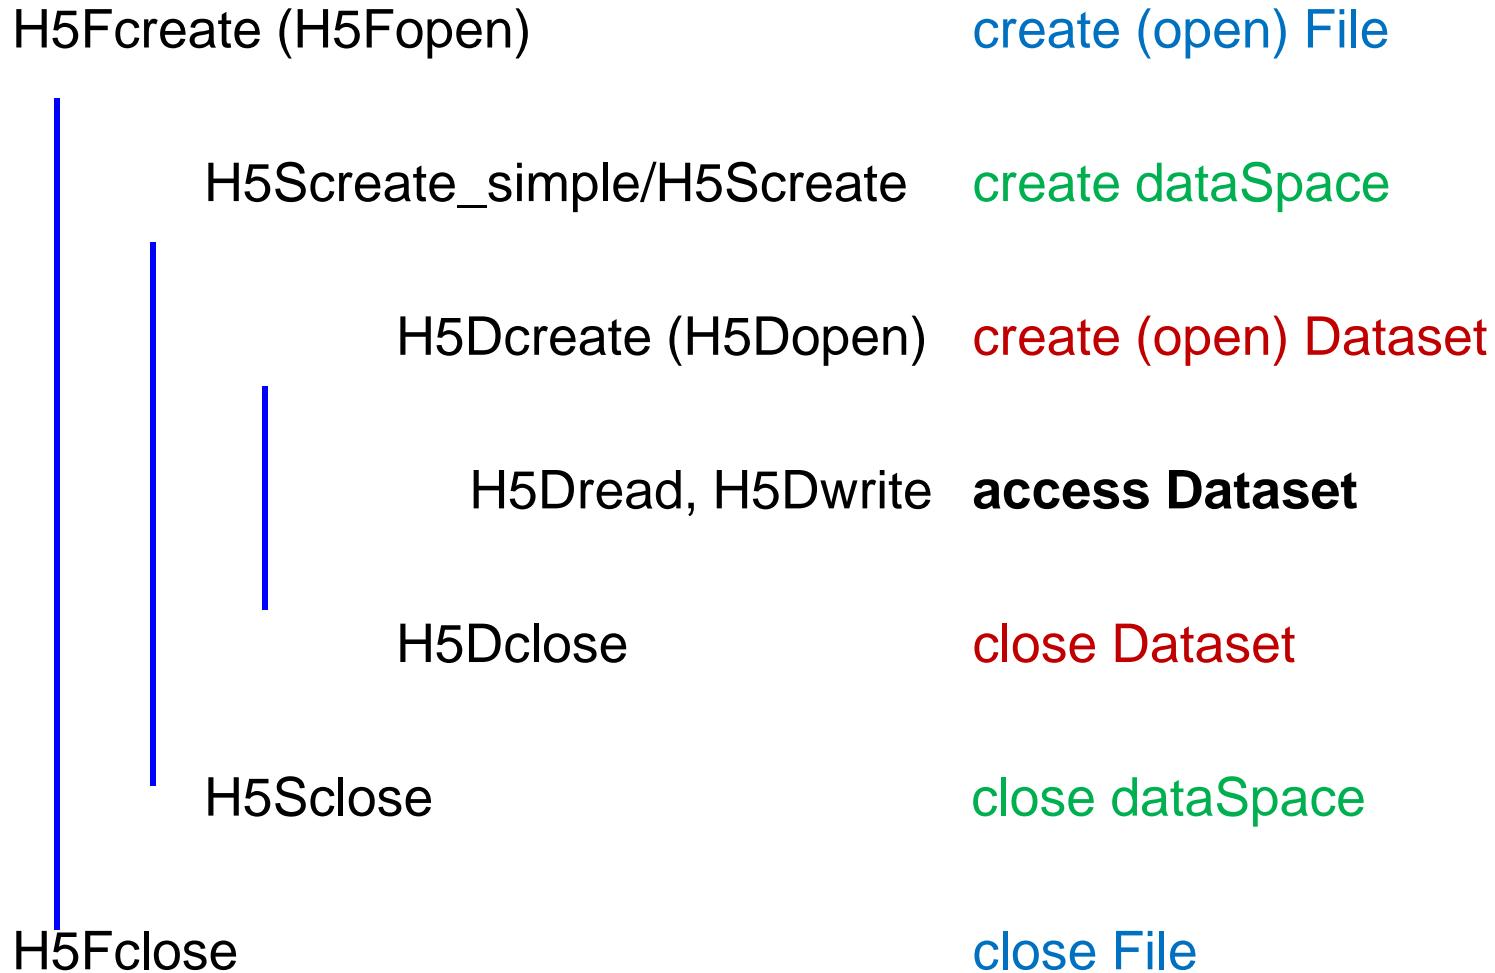 H5Fcreate (H5Fopen) create (open) File
H5Screate_simple/H5Screate create dataSpace
H5Dcreate (H5Dopen) create (open) Dataset
H5Dread, H5Dwrite access Dataset
H5Dclose close Dataset
H5Sclose close dataSpace
H5Fclose close File